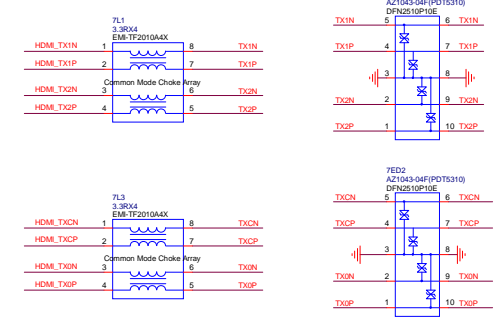 7L1
3.3RX4
EMI-TF2010A4X
HDMI_TX1N 1 8 TX1N
HDMI_TX1P 2 7 TX1P
Common Mode Choke Array
HDMI_TX2N 3 6 TX2N
HDMI_TX2P 4 5 TX2P
AZ1043-04F(PDT5310)
DFN2510P10E
TX1N 5 6 TX1N
TX1P 4 7 TX1P
3 8
TX2N 2 9 TX2N
TX2P 1 10 TX2P
7L3
3.3RX4
EMI-TF2010A4X
HDMI_TXCN 1 8 TXCN
HDMI_TXCP 2 7 TXCP
Common Mode Choke Array
HDMI_TX0N 3 6 TX0N
HDMI_TX0P 4 5 TX0P
7ED2
AZ1043-04F(PDT5310)
DFN2510P10E
TXCN 5 6 TXCN
TXCP 4 7 TXCP
3 8
TX0N 2 9 TX0N
TX0P 1 10 TX0P